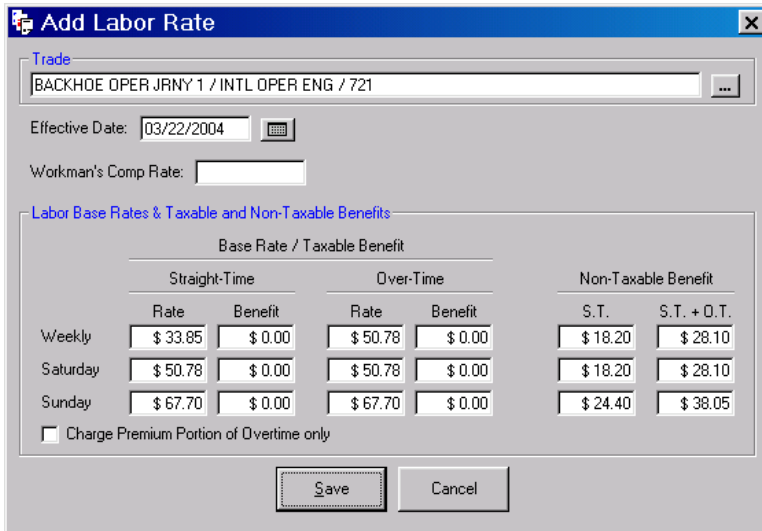 Add Labor Rate
Trade
BACKHOE OPER JRNY 1 / INTL OPER ENG / 721 ...
Effective Date: 03/22/2004
Workman's Comp Rate:
Labor Base Rates & Taxable and Non-Taxable Benefits
Base Rate / Taxable Benefit
Straight-Time Over-Time Non-Taxable Benefit
Rate Benefit Rate Benefit S.T. S.T. + O.T.
Weekly $ 33.85 $ 0.00 $ 50.78 $ 0.00 $ 18.20 $ 28.10
Saturday $ 50.78 $ 0.00 $ 50.78 $ 0.00 $ 18.20 $ 28.10
Sunday $ 67.70 $ 0.00 $ 67.70 $ 0.00 $ 24.40 $ 38.05
Charge Premium Portion of Overtime only
Save Cancel